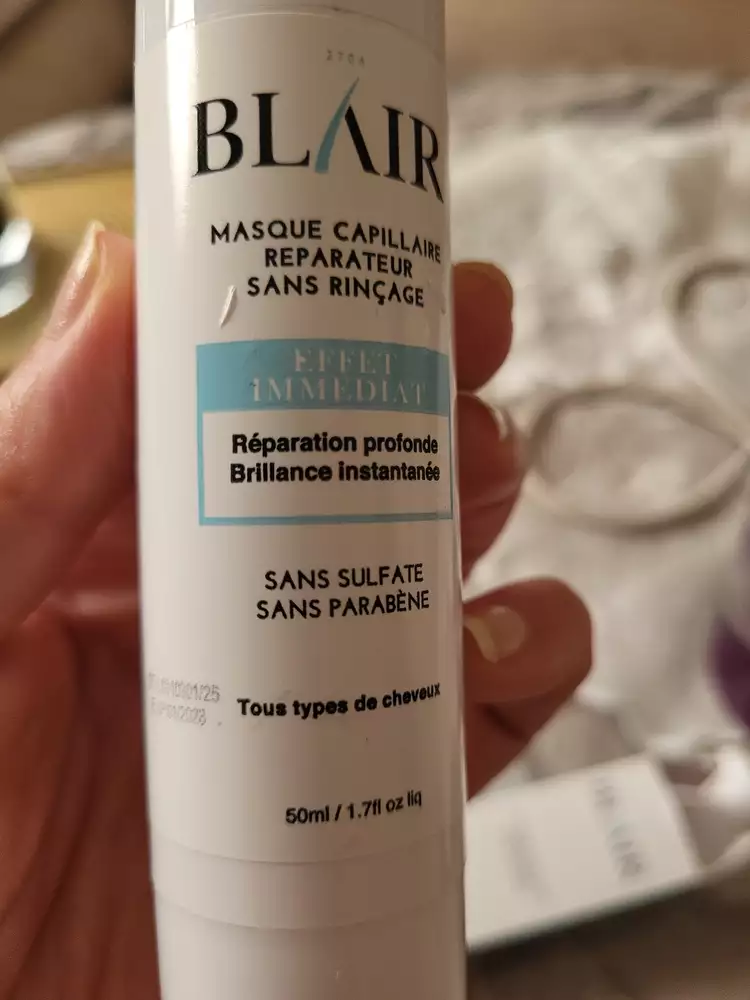 BLAIR
MASQUE CAPILLAIRE
REPARATEUR
SANS RINÇAGE
EFFET
IMMEDIAT
Réparation profonde
Brillance instantanée
SANS SULFATE
SANS PARABÈNE
Tous types de cheveux
50ml / 1.7fl oz liq